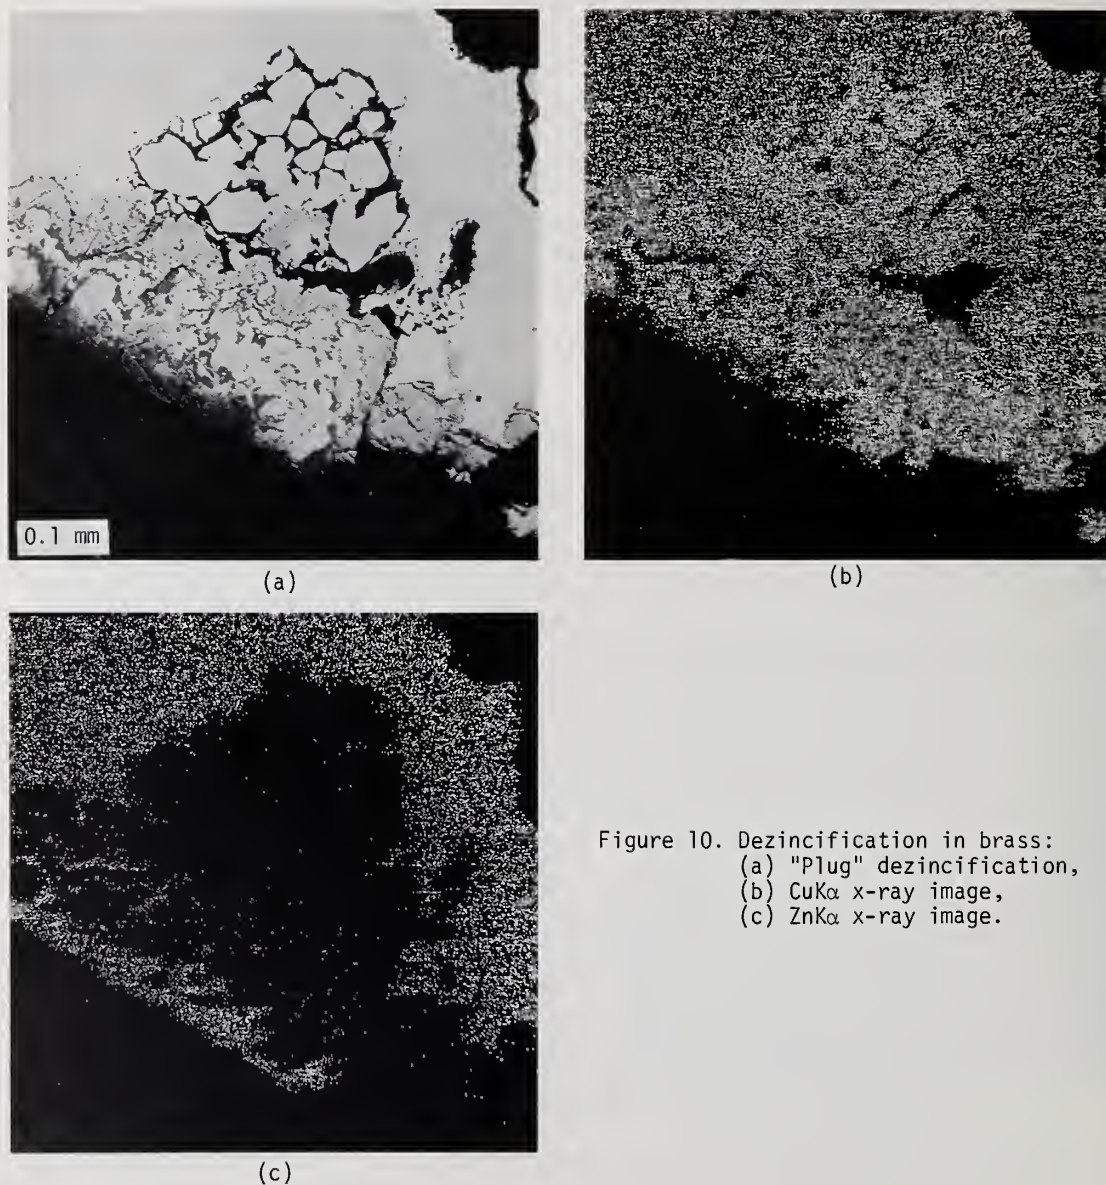 0.1 mm
(a)
(b)
(c)
Figure 10. Dezincification in brass:
(a) "Plug" dezincification,
(b) CuKα x-ray image,
(c) ZnKα x-ray image.